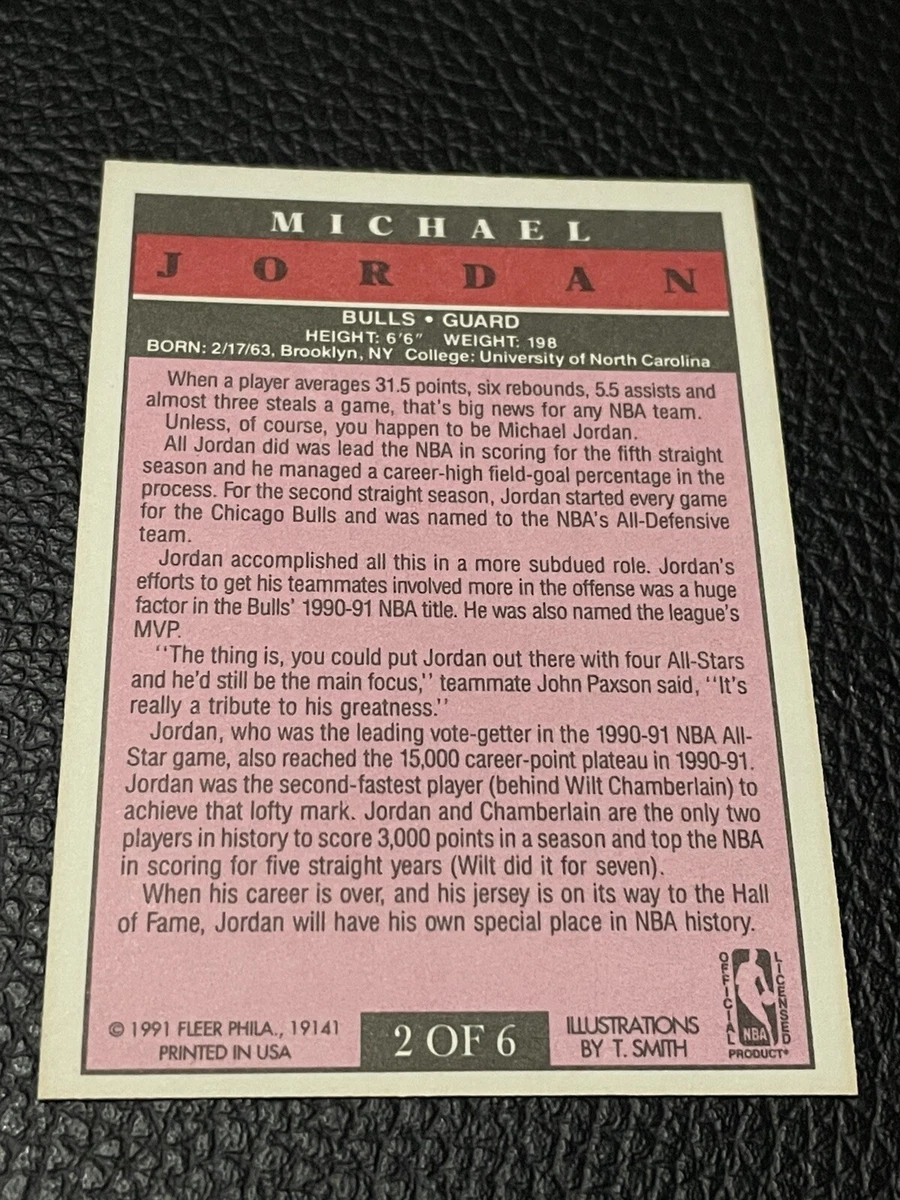 MICHAEL
JORDAN
BULLS • GUARD
HEIGHT: 6'6" WEIGHT: 198
BORN: 2/17/63, Brooklyn, NY College: University of North Carolina
When a player averages 31.5 points, six rebounds, 5.5 assists and
almost three steals a game, that's big news for any NBA team.
Unless, of course, you happen to be Michael Jordan.
All Jordan did was lead the NBA in scoring for the fifth straight
season and he managed a career-high field-goal percentage in the
process. For the second straight season, Jordan started every game
for the Chicago Bulls and was named to the NBA's All-Defensive
team.
Jordan accomplished all this in a more subdued role. Jordan's
efforts to get his teammates involved more in the offense was a huge
factor in the Bulls' 1990-91 NBA title. He was also named the league's
MVP.
''The thing is, you could put Jordan out there with four All-Stars
and he'd still be the main focus,'' teammate John Paxson said, ''It's
really a tribute to his greatness.''
Jordan, who was the leading vote-getter in the 1990-91 NBA All-
Star game, also reached the 15,000 career-point plateau in 1990-91.
Jordan was the second-fastest player (behind Wilt Chamberlain) to
achieve that lofty mark. Jordan and Chamberlain are the only two
players in history to score 3,000 points in a season and top the NBA
in scoring for five straight years (Wilt did it for seven).
When his career is over, and his jersey is on its way to the Hall
of Fame, Jordan will have his own special place in NBA history.
© 1991 FLEER PHILA., 19141
PRINTED IN USA
2 OF 6
ILLUSTRATIONS
BY T. SMITH
OFFICIAL
NBA
LICENSED
PRODUCT®